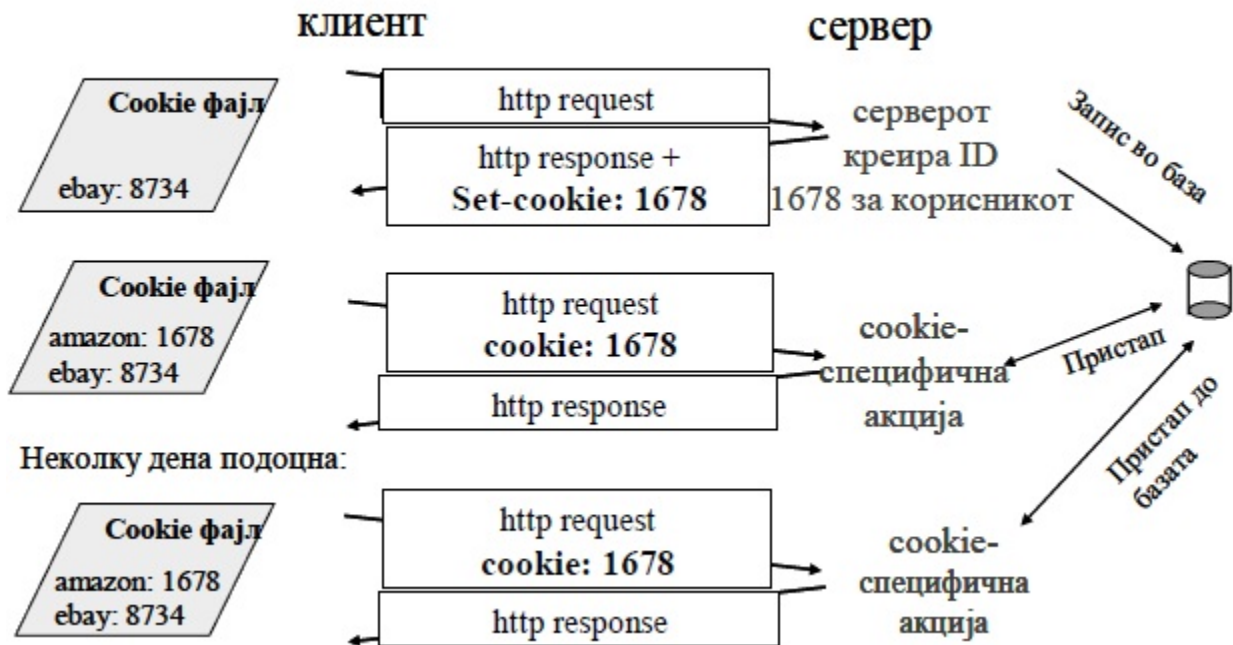 клиент
сервер
Cookie фајл
ebay: 8734
http request
http response +
Set-cookie: 1678
серверот
креира ID
1678 за корисникот
Запис во база
Cookie фајл
amazon: 1678
ebay: 8734
http request
cookie: 1678
http response
cookie-
специфична
акција
Пристап
Пристап до
базата
Неколку дена подоцна:
Cookie фајл
amazon: 1678
ebay: 8734
http request
cookie: 1678
http response
cookie-
специфична
акција